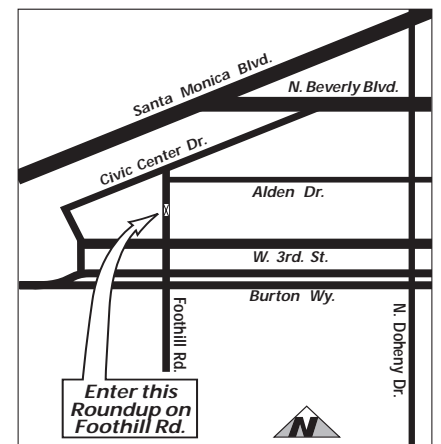 Santa Monica Blvd.
N. Beverly Blvd.
Civic Center Dr.
Alden Dr.
W. 3rd. St.
Burton Wy.
Foothill Rd.
N. Doheny Dr.
Enter this
Roundup on
Foothill Rd.
N